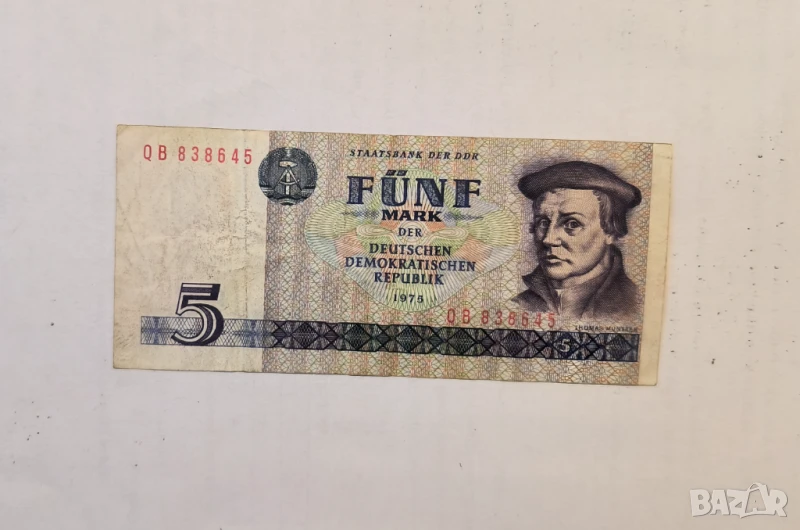 QB 838645
STAATSBANK DER DDR
FÜNF
MARK
DER
DEUTSCHEN
DEMOKRATISCHEN
REPUBLIK
1975
QB 838645
THOMAS MÜNTZER
5
5
BAZAR